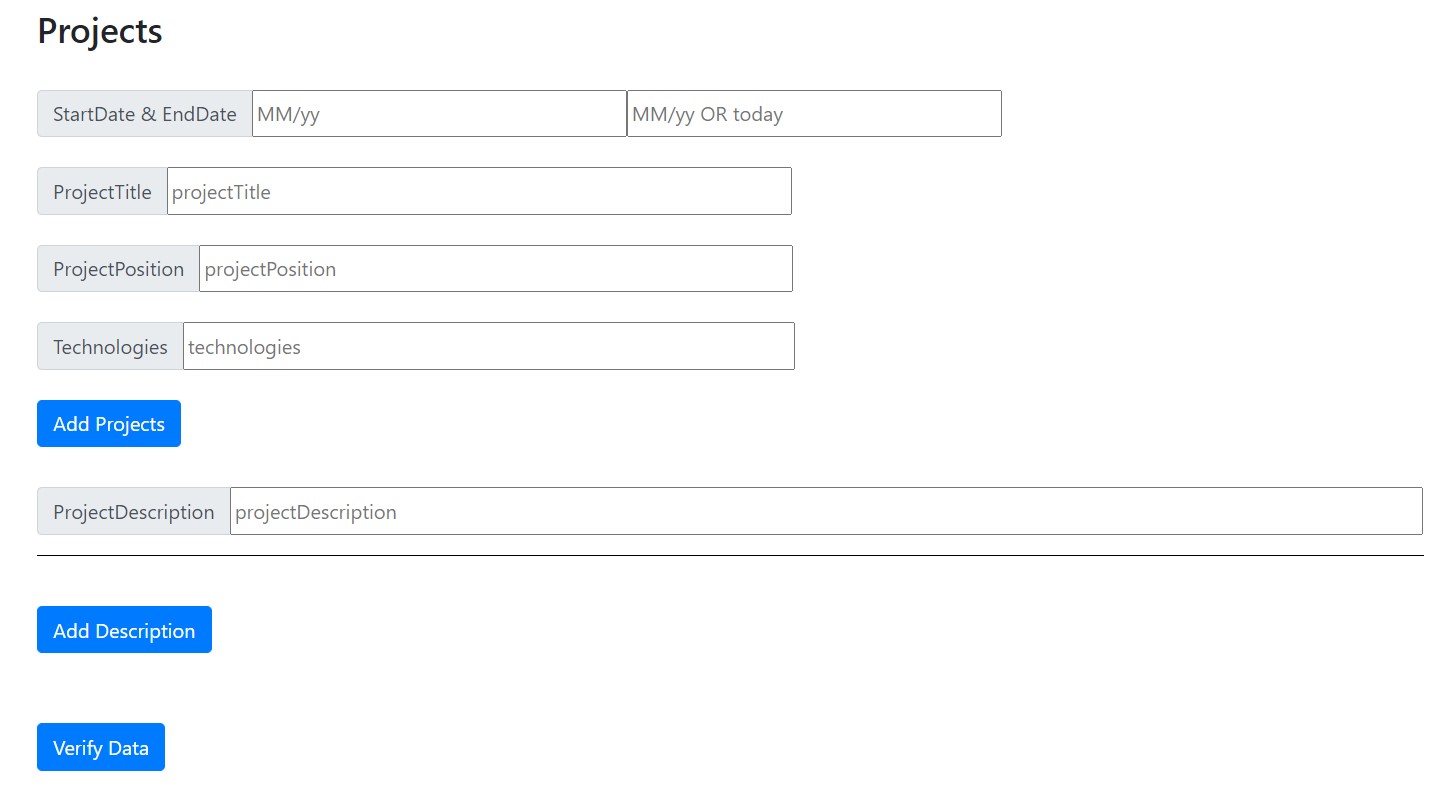 Projects
StartDate & EndDate MM/yy MM/yy OR today
ProjectTitle projectTitle
ProjectPosition projectPosition
Technologies technologies
Add Projects
ProjectDescription projectDescription
Add Description
Verify Data